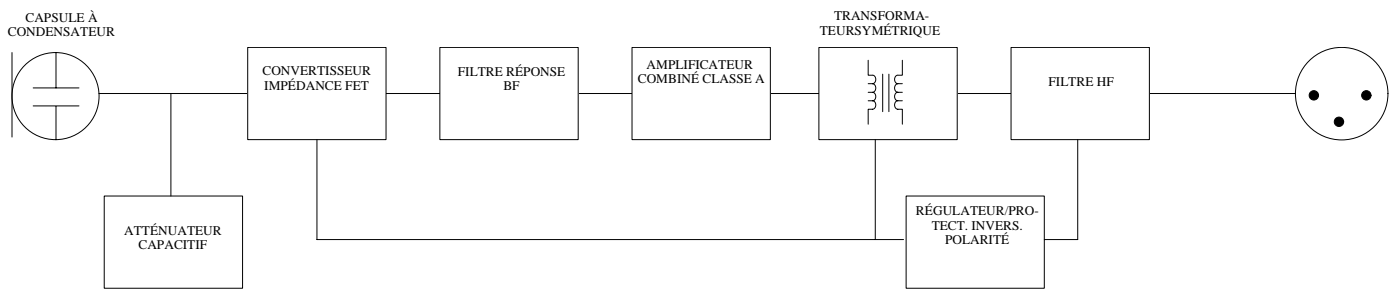 CAPSULE À
CONDENSATEUR
CONVERTISSEUR
IMPÉDANCE FET
FILTRE RÉPONSE
BF
AMPLIFICATEUR
COMBINÉ CLASSE A
TRANSFORMA-
TEURSYMÉTRIQUE
FILTRE HF
ATTÉNUATEUR
CAPACITIF
RÉGULATEUR/PRO-
TECT. INVERS.
POLARITÉ